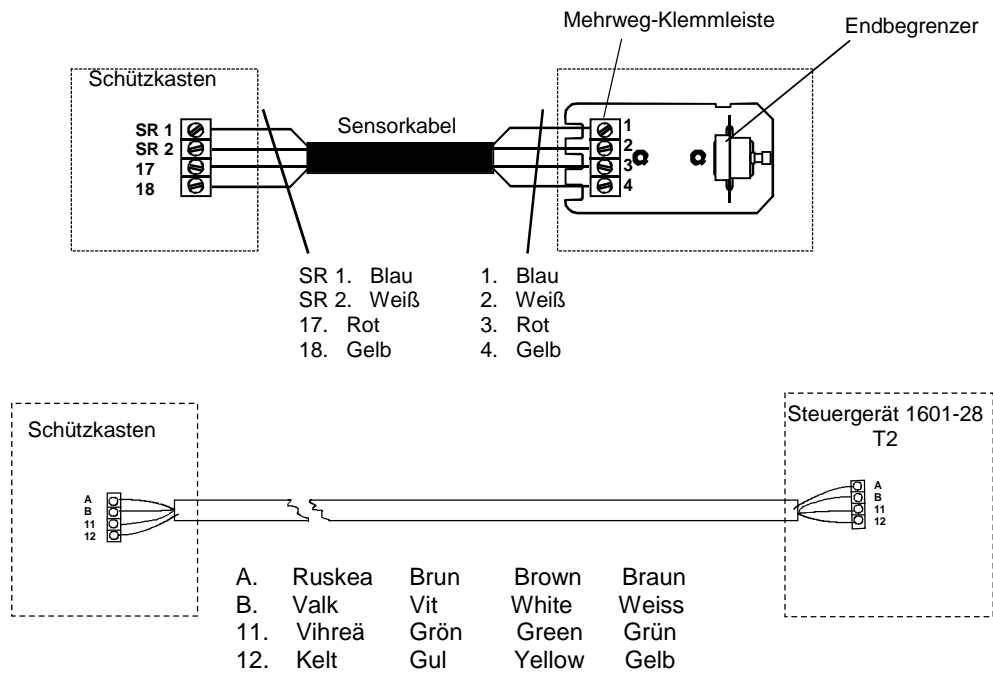 Mehrweg-Klemmleiste
Endbegrenzer
Schützkasten
SR 1
SR 2
17
18
Sensorkabel
1
2
3
4
SR 1. Blau
SR 2. Weiß
17. Rot
18. Gelb
1. Blau
2. Weiß
3. Rot
4. Gelb
Schützkasten
Steuergerät 1601-28
T2
A
B
11
12
A
B
11
12
A. Ruskea Brun Brown Braun
B. Valk Vit White Weiss
11. Vihreä Grön Green Grün
12. Kelt Gul Yellow Gelb